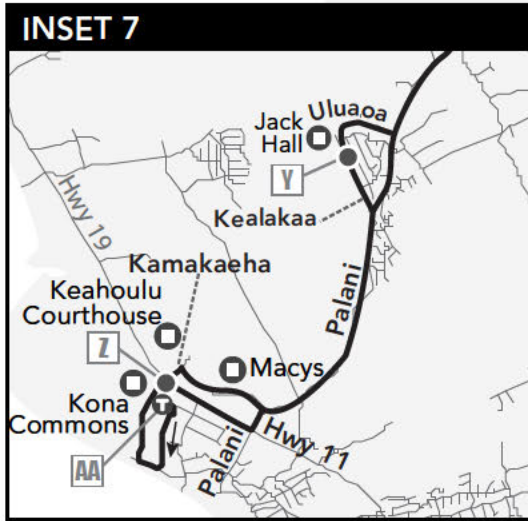 INSET 7
Uluaoa
Jack
Hall
Y
Kealakaa
Hwy 19
Kamakaeha
Keahoulu
Courthouse
Palani
Z
Macys
T
Kona
Commons
Hwy 11
Palani
AA